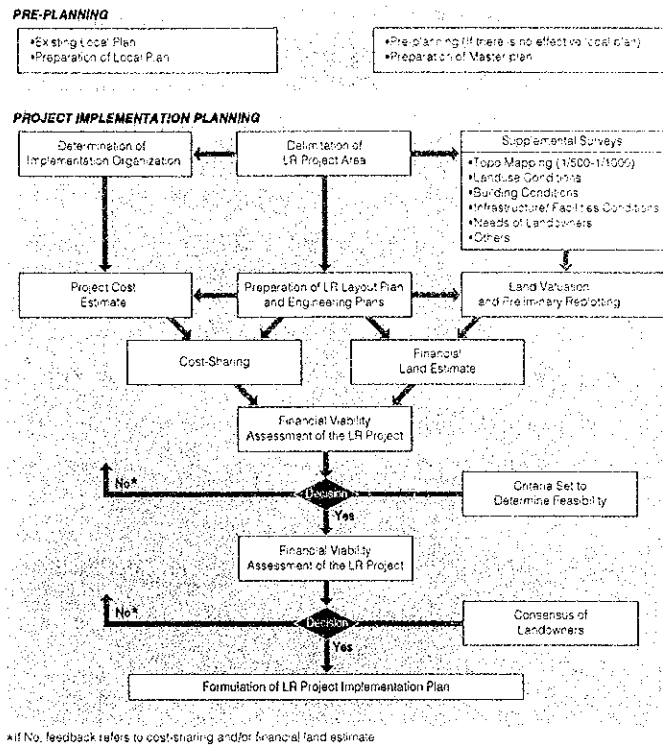 PRE-PLANNING
•Existing Local Plan
•Preparation of Local Plan
•Pre-planning (If there is no effective local plan)
•Preparation of Master plan
PROJECT IMPLEMENTATION PLANNING
Determination of
Implementation Organization
Delimitation of
LR Project Area
Supplemental Surveys
•Topo Mapping (1/500-1/1000)
•Landuse Conditions
•Building Conditions
•Infrastructure/ Facilities Conditions
•Needs of Landowners
•Others
Project Cost
Estimate
Preparation of LR Layout Plan
and Engineering Plans
Land Valuation
and Preliminary Replotting
Cost-Sharing
Financial
Land Estimate
Financial Viability
Assessment of the LR Project
No*
Decision
Criteria Set to
Determine Feasibility
Yes
Financial Viability
Assessment of the LR Project
No*
Decision
Consensus of
Landowners
Yes
Formulation of LR Project Implementation Plan
*If No, feedback refers to cost-sharing and/or financial land estimate